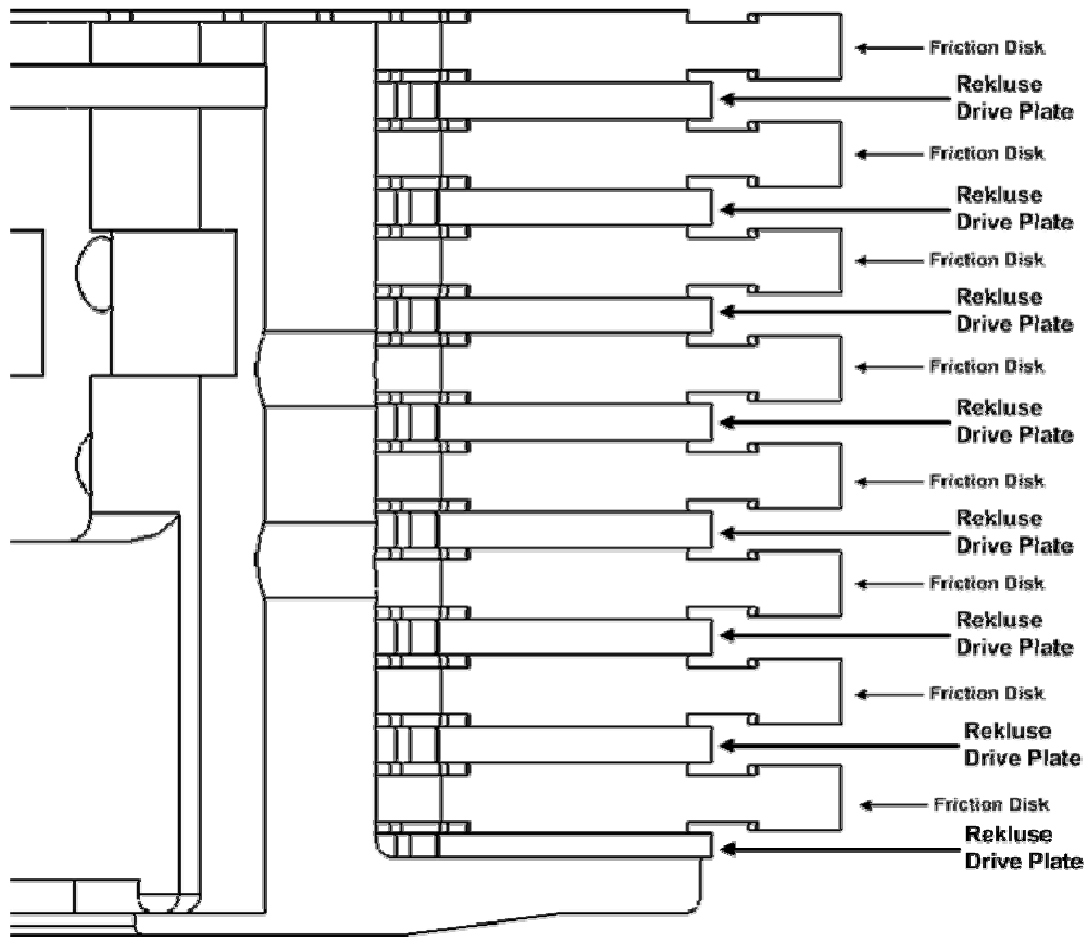 Friction Disk
Rekluse
Drive Plate
Friction Disk
Rekluse
Drive Plate
Friction Disk
Rekluse
Drive Plate
Friction Disk
Rekluse
Drive Plate
Friction Disk
Rekluse
Drive Plate
Friction Disk
Rekluse
Drive Plate
Friction Disk
Rekluse
Drive Plate
Friction Disk
Rekluse
Drive Plate